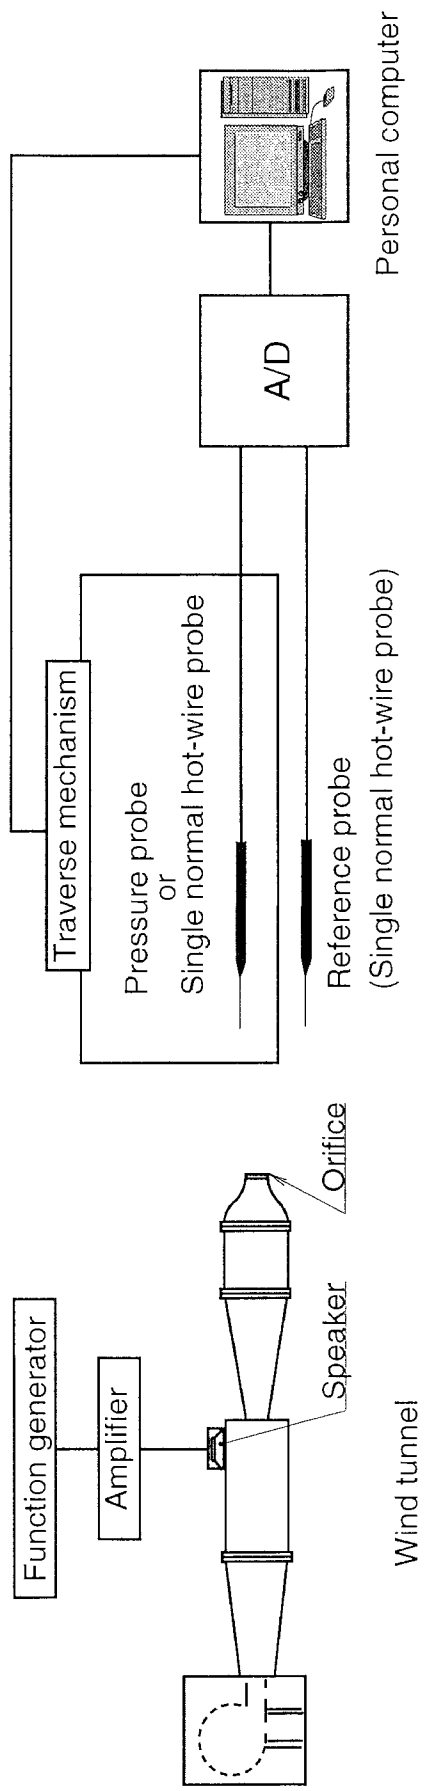 Function generator
Amplifier
Speaker
Orifice
Wind tunnel
Traverse mechanism
Pressure probe
or
Single normal hot-wire probe
Reference probe
(Single normal hot-wire probe)
A/D
Personal computer